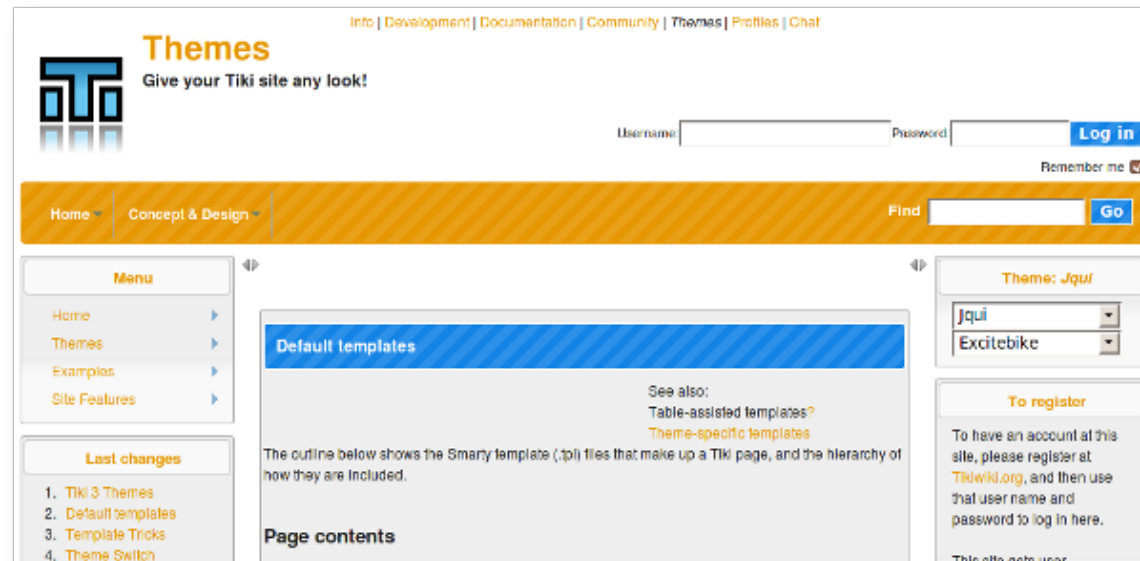 Info | Development | Documentation | Community | Themes | Profiles | Chat
Themes
Give your Tiki site any look!
Username: Password: Log in
Remember me
Home Concept & Design Find Go
Menu
Home
Themes
Examples
Site Features
Last changes
1. Tiki 3 Themes
2. Default templates
3. Template Tricks
4. Theme Switch
Default templates
See also:
Table-assisted templates?
Theme-specific templates
The outline below shows the Smarty template (.tpl) files that make up a Tiki page, and the hierarchy of
how they are included.
Page contents
Theme: Jqui
Jqui
Excitebike
To register
To have an account at this
site, please register at
Tikiwiki.org, and then use
that user name and
password to log in here.
This site gets user